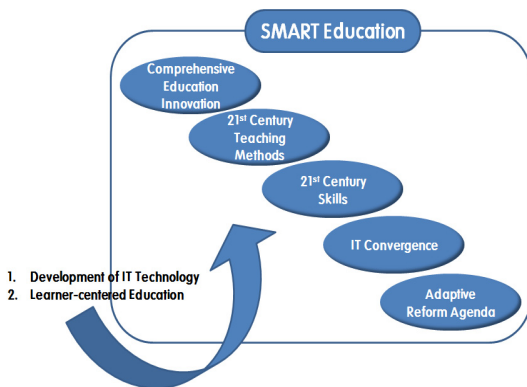 SMART Education
Comprehensive
Education
Innovation
21st Century
Teaching
Methods
21st Century
Skills
IT Convergence
1. Development of IT Technology
2. Learner-centered Education
Adaptive
Reform Agenda